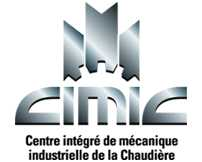 CIMIC
Centre intégré de mécanique
industrielle de la Chaudière